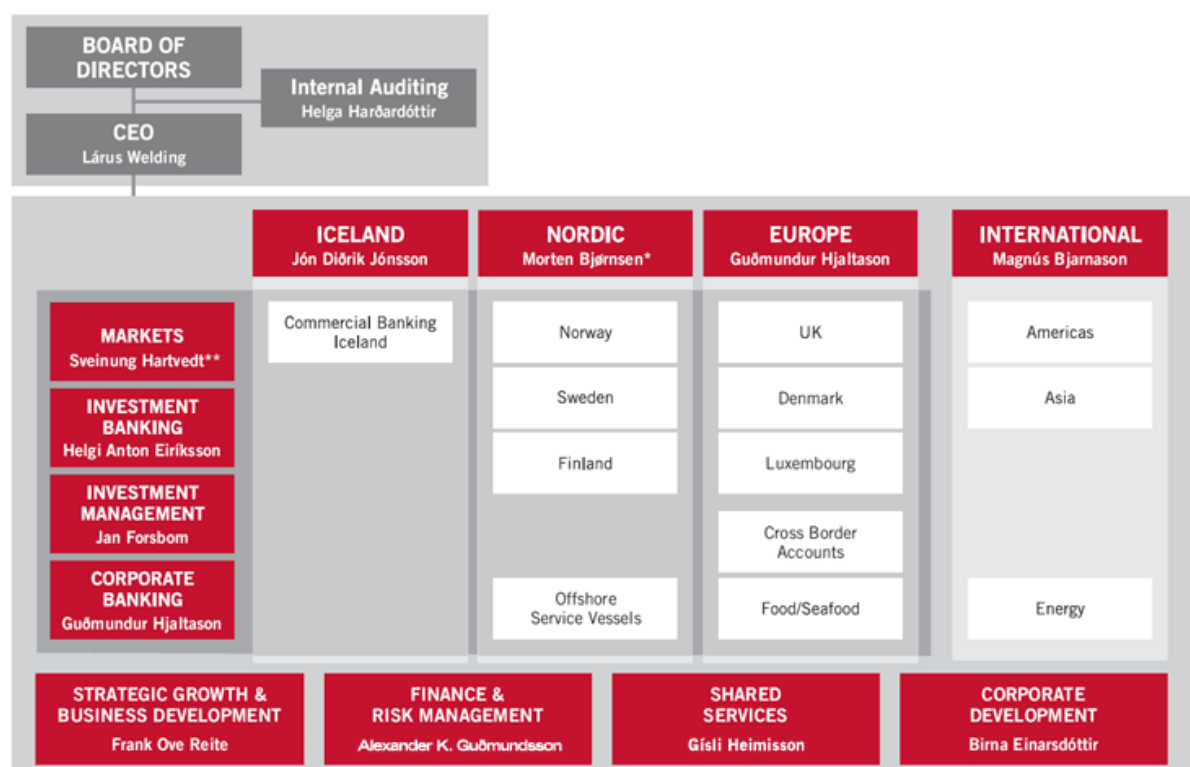 BOARD OF
DIRECTORS
Internal Auditing
Helga Harðardóttir
CEO
Lárus Welding
ICELAND
Jón Diðrik Jónsson
NORDIC
Morten Bjørnsen*
EUROPE
Guðmundur Hjaltason
INTERNATIONAL
Magnús Bjarnason
MARKETS
Sveinung Hartvedt**
INVESTMENT
BANKING
Helgi Anton Eiríksson
INVESTMENT
MANAGEMENT
Jan Forsbom
CORPORATE
BANKING
Guðmundur Hjaltason
Commercial Banking
Iceland
Norway
Sweden
Finland
Offshore
Service Vessels
UK
Denmark
Luxembourg
Cross Border
Accounts
Food/Seafood
Americas
Asia
Energy
STRATEGIC GROWTH &
BUSINESS DEVELOPMENT
Frank Ove Reite
FINANCE &
RISK MANAGEMENT
Alexander K. Guðmundsson
SHARED
SERVICES
Gísli Heimisson
CORPORATE
DEVELOPMENT
Birna Einarsdóttir